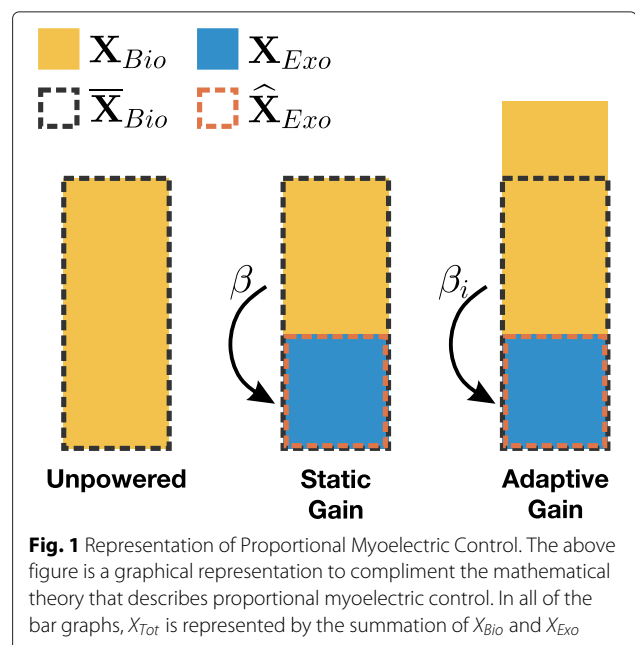 X_Bio X_Exo
X̅_Bio X̂_Exo
β β_i
Unpowered Static Gain Adaptive Gain
Fig. 1 Representation of Proportional Myoelectric Control. The above
figure is a graphical representation to compliment the mathematical
theory that describes proportional myoelectric control. In all of the
bar graphs, X_Tot is represented by the summation of X_Bio and X_Exo